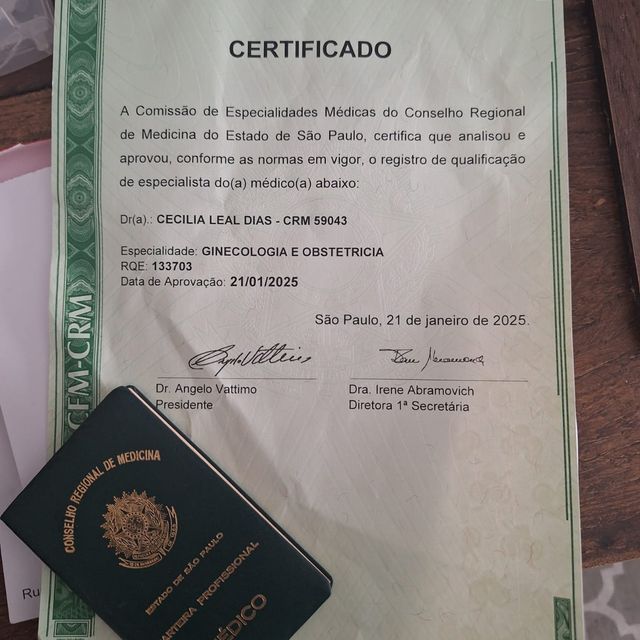 CERTIFICADO
A Comissão de Especialidades Médicas do Conselho Regional
de Medicina do Estado de São Paulo, certifica que analisou e
aprovou, conforme as normas em vigor, o registro de qualificação
de especialista do(a) médico(a) abaixo:
Dr(a).: CECILIA LEAL DIAS - CRM 59043
Especialidade: GINECOLOGIA E OBSTETRICIA
RQE: 133703
Data de Aprovação: 21/01/2025
São Paulo, 21 de janeiro de 2025.
Dr. Angelo Vattimo
Presidente
Dra. Irene Abramovich
Diretora 1ª Secretária
CFM-CRM
CONSELHO REGIONAL DE MEDICINA
ESTADO DE SÃO PAULO
ARTEIRA PROFISSIONAL
MÉDICO
Ru